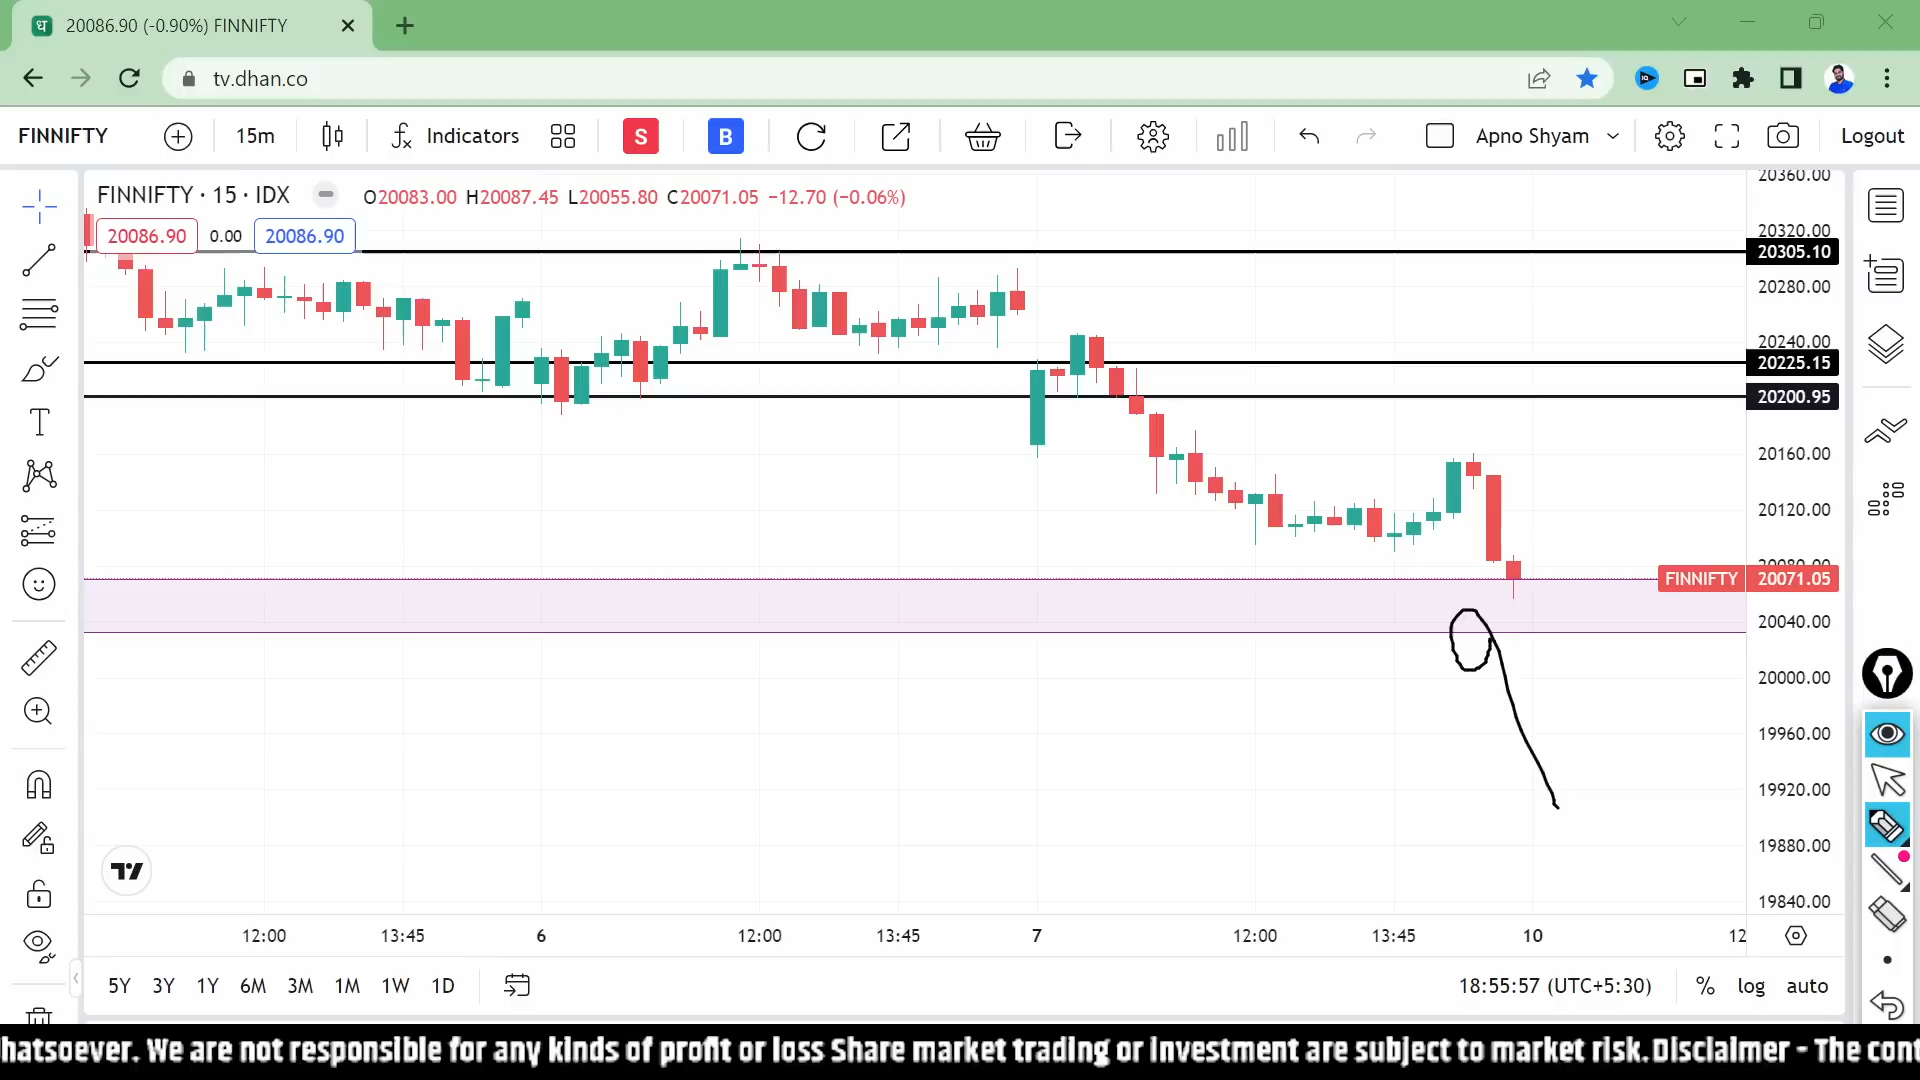 20086.90 (-0.90%) FINNIFTY
tv.dhan.co
FINNIFTY 15m Indicators S B Apno Shyam Logout
FINNIFTY · 15 · IDX O20083.00 H20087.45 L20055.80 C20071.05 −12.70 (−0.06%)
20086.90 0.00 20086.90
20360.00
20320.00
20305.10
20280.00
20240.00
20225.15
20200.95
20160.00
20120.00
20080.00
FINNIFTY 20071.05
20040.00
20000.00
19960.00
19920.00
19880.00
19840.00
12:00 13:45 6 12:00 13:45 7 12:00 13:45 10 12
5Y 3Y 1Y 6M 3M 1M 1W 1D 18:55:57 (UTC+5:30) % log auto
hatsoever. We are not responsible for any kinds of profit or loss Share market trading or investment are subject to market risk. Disclaimer - The cont